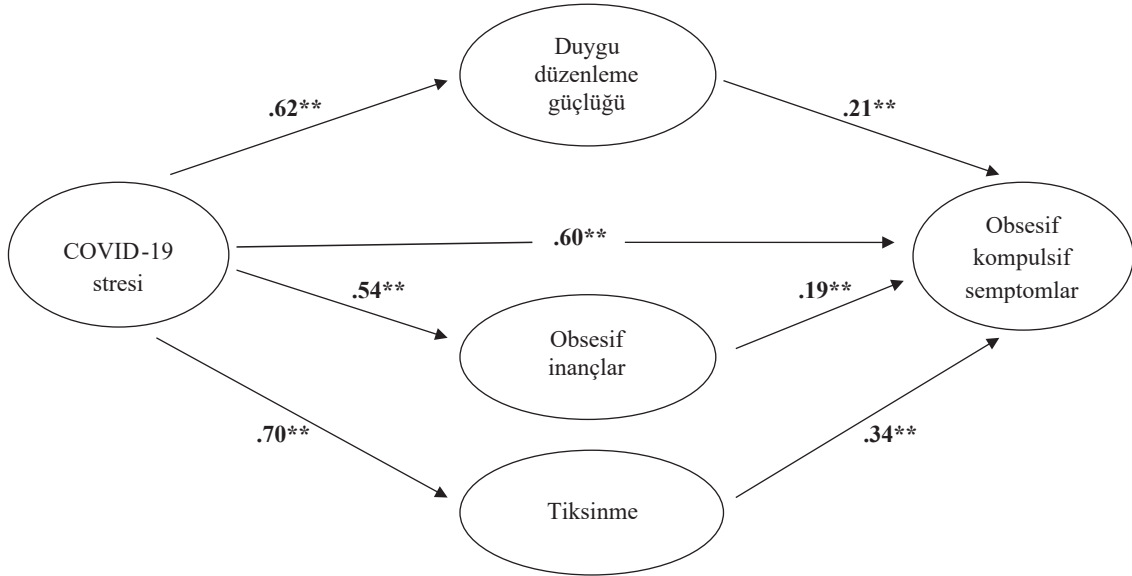 Duygu
düzenleme
güçlüğü
.62**
.21**
COVID-19
stresi
.60**
Obsesif
kompulsif
semptomlar
.54**
.19**
Obsesif
inançlar
.70**
.34**
Tiksinme